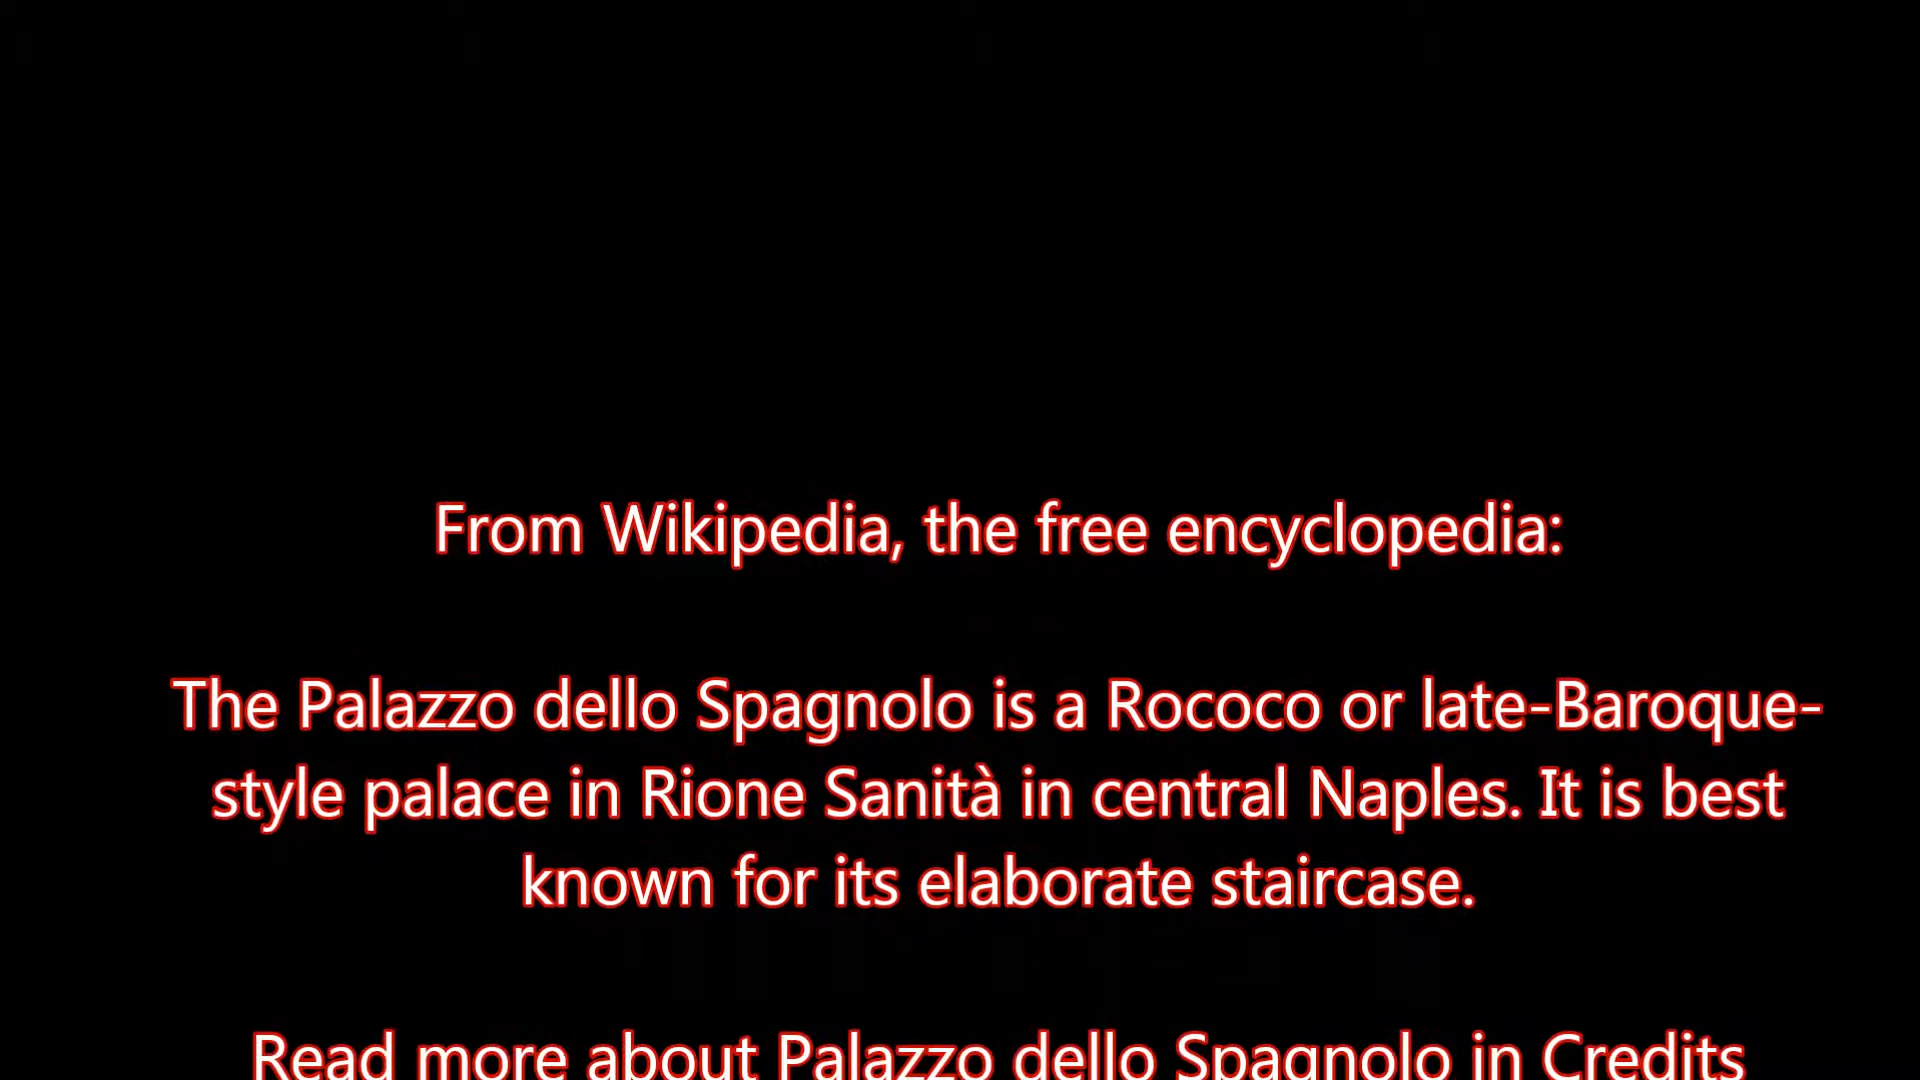 From Wikipedia, the free encyclopedia:
The Palazzo dello Spagnolo is a Rococo or late-Baroque-
style palace in Rione Sanità in central Naples. It is best
known for its elaborate staircase.
Read more about Palazzo dello Spagnolo in Credits